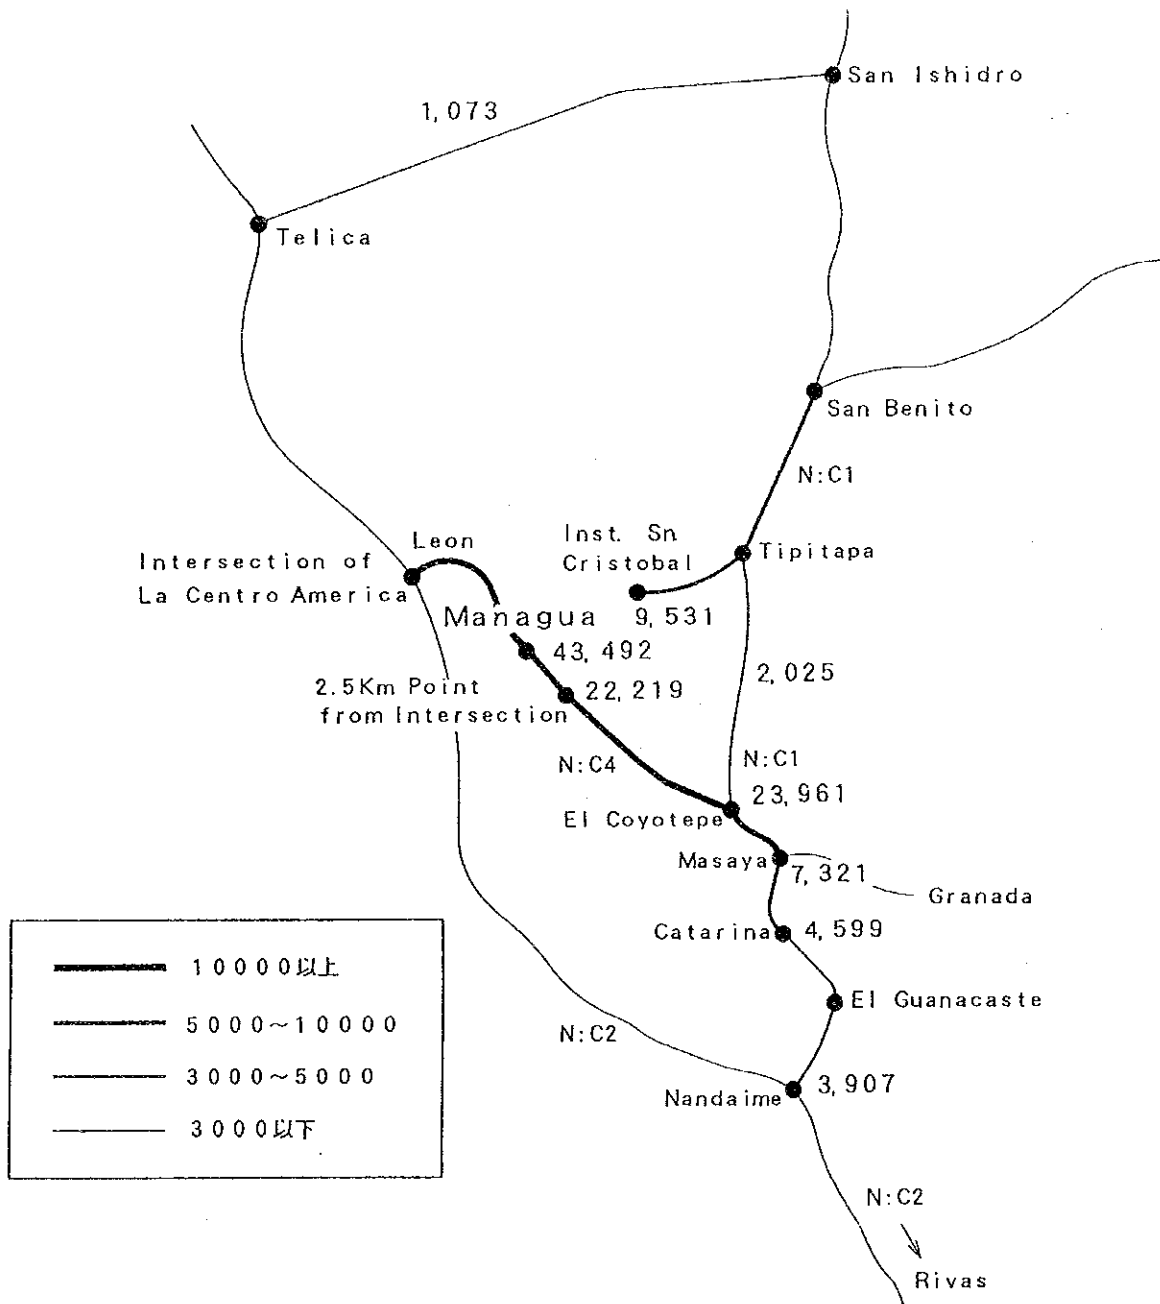 San Ishidro
1,073
Telica
San Benito
N:C1
Inst. Sn
Cristobal
Tipitapa
Leon
Intersection of
La Centro America
Managua
9,531
43,492
2,025
2.5Km Point
from Intersection
22,219
N:C4
N:C1
23,961
El Coyotepe
Masaya
7,321
Granada
Catarina
4,599
El Guanacaste
N:C2
3,907
Nandaime
N:C2
Rivas
10000以上
5000~10000
3000~5000
3000以下